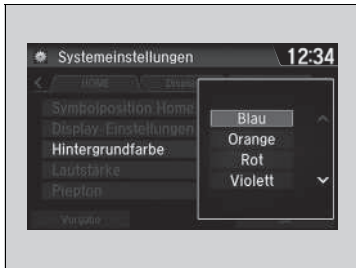 Systemeinstellungen 12:34
HOME Display
Symbolposition Home
Display-Einstellungen
Hintergrundfarbe
Lautstärke
Piepton
Vorgabe
Blau
Orange
Rot
Violett